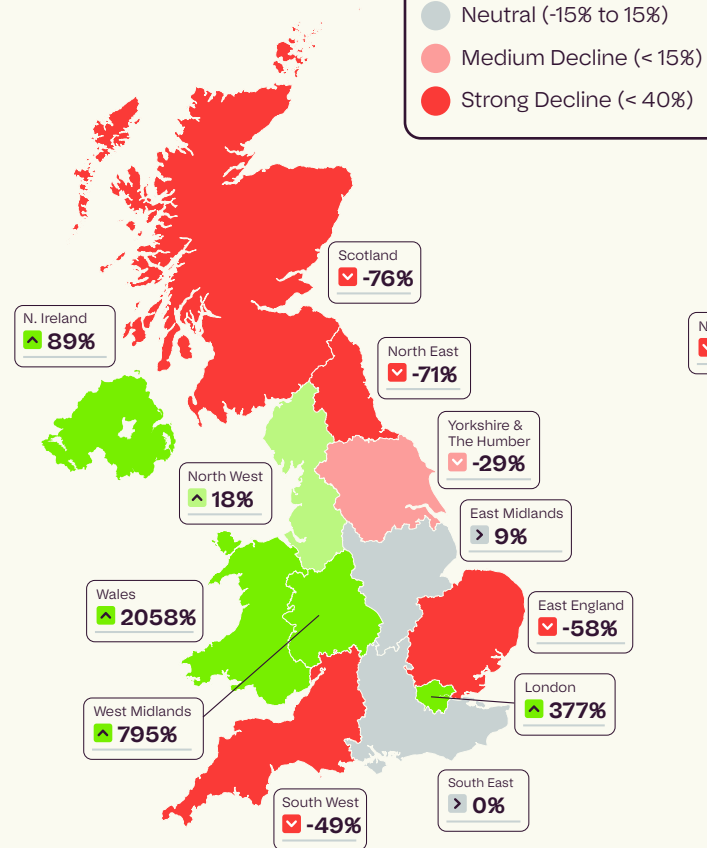 Neutral (-15% to 15%)
Medium Decline (< 15%)
Strong Decline (< 40%)
Scotland
-76%
N. Ireland
89%
N
North East
-71%
Yorkshire &
The Humber
-29%
North West
18%
East Midlands
9%
Wales
2058%
East England
-58%
London
377%
West Midlands
795%
South East
0%
South West
-49%